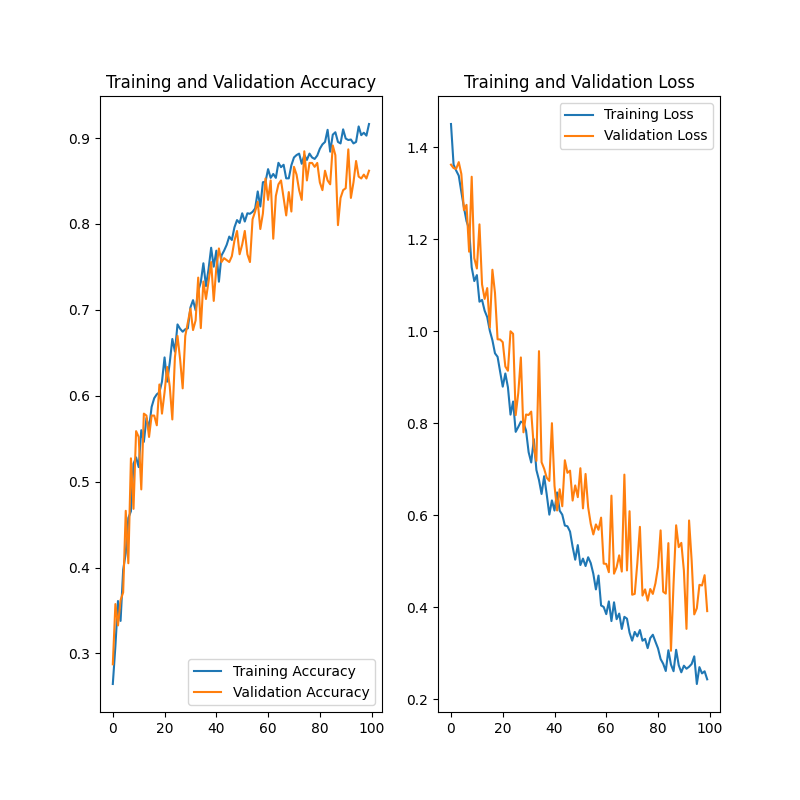 Training and Validation Accuracy
0.9
0.8
0.7
0.6
0.5
0.4
0.3
Training Accuracy
Validation Accuracy
0 20 40 60 80 100
Training and Validation Loss
Training Loss
Validation Loss
1.4
1.2
1.0
0.8
0.6
0.4
0.2
0 20 40 60 80 100